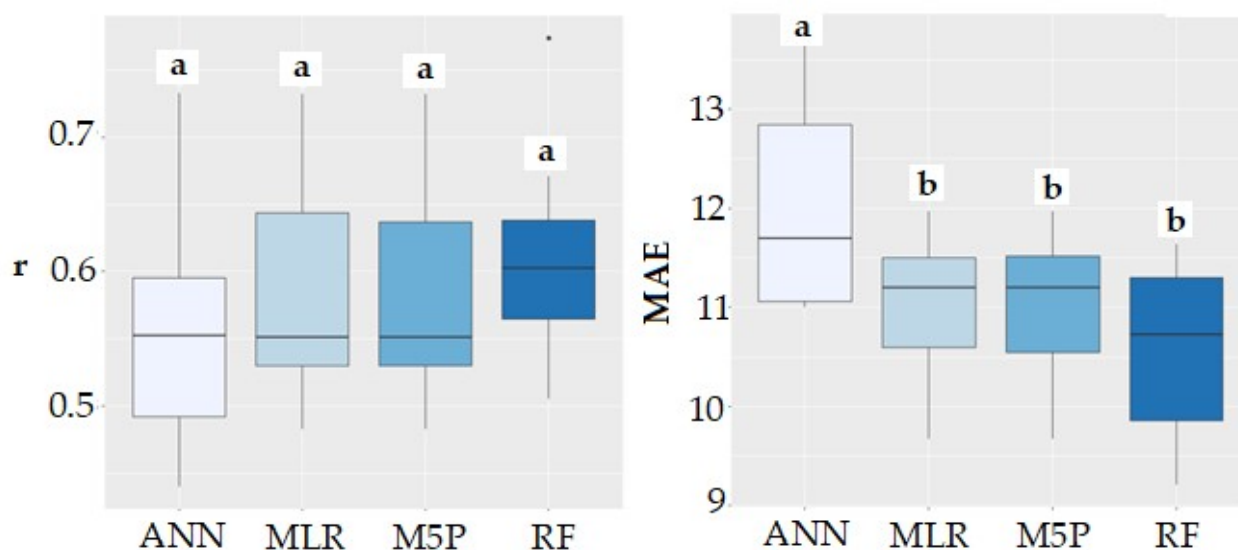 a a a
0.7
a
0.6
r
0.5
ANN MLR M5P RF
a
13
b b
12
b
MAE
11
10
9
ANN MLR M5P RF